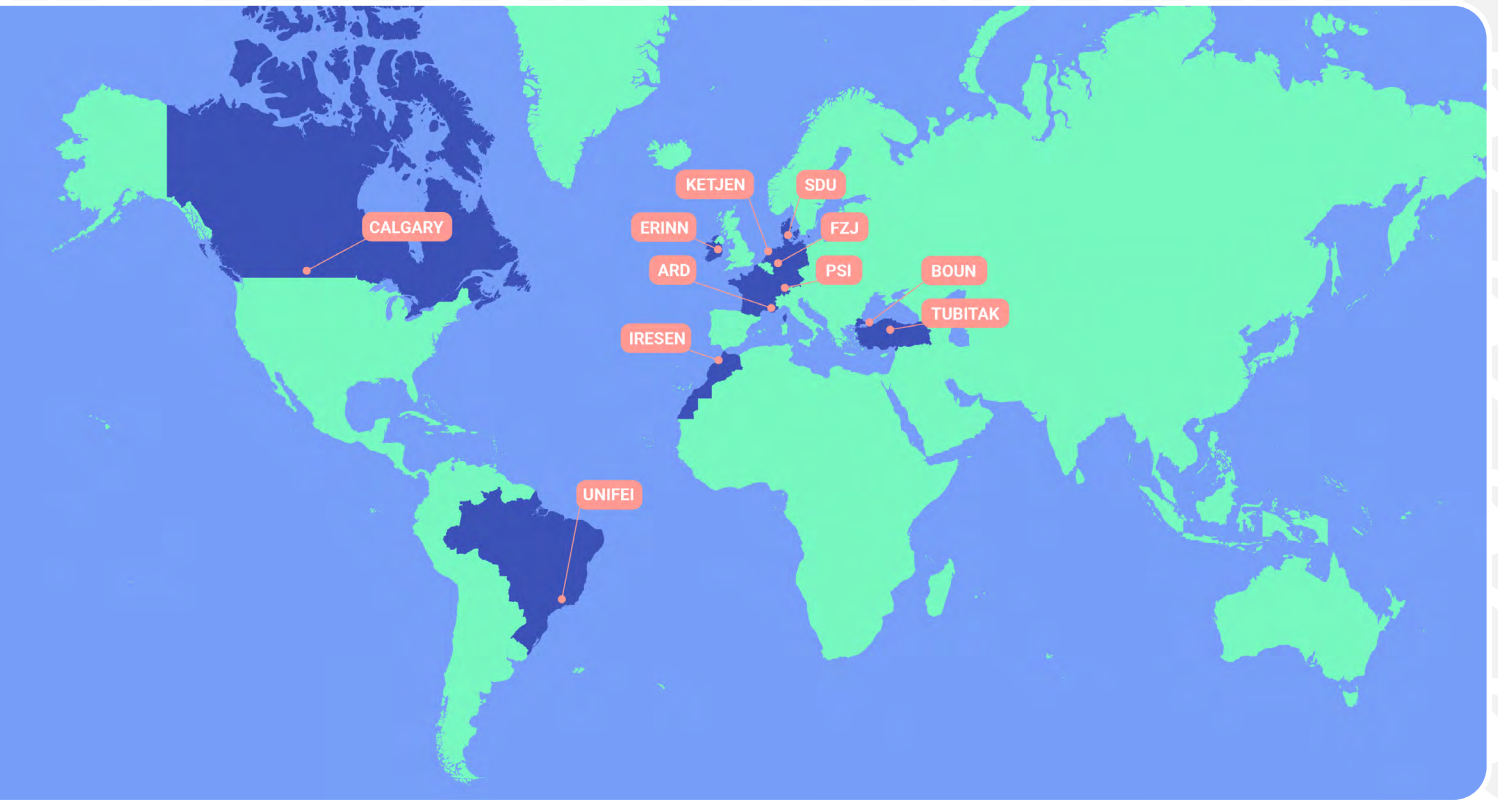 KETJEN
SDU
CALGARY
ERINN
FZJ
ARD
PSI
BOUN
TUBITAK
IRESEN
UNIFEI